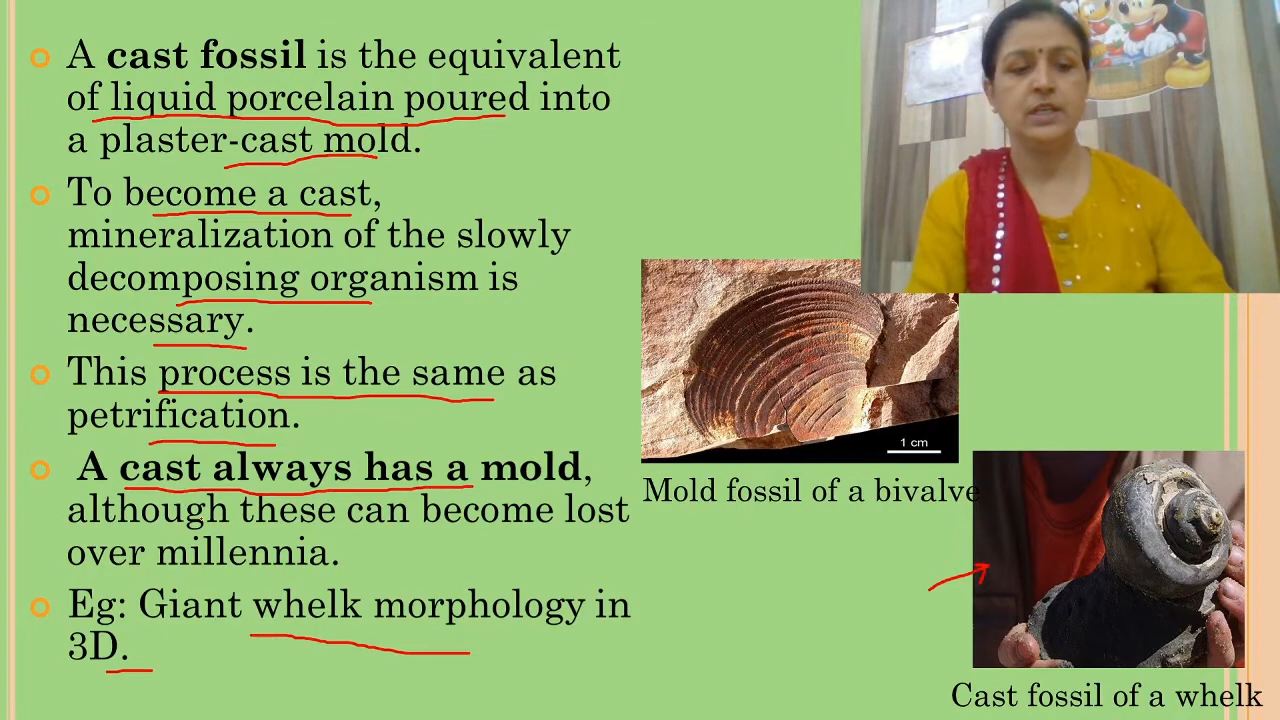 A cast fossil is the equivalent
of liquid porcelain poured into
a plaster-cast mold.
To become a cast,
mineralization of the slowly
decomposing organism is
necessary.
This process is the same as
petrification.
A cast always has a mold,
although these can become lost
over millennia.
Eg: Giant whelk morphology in
3D.
1 cm
Mold fossil of a bivalve
Cast fossil of a whelk